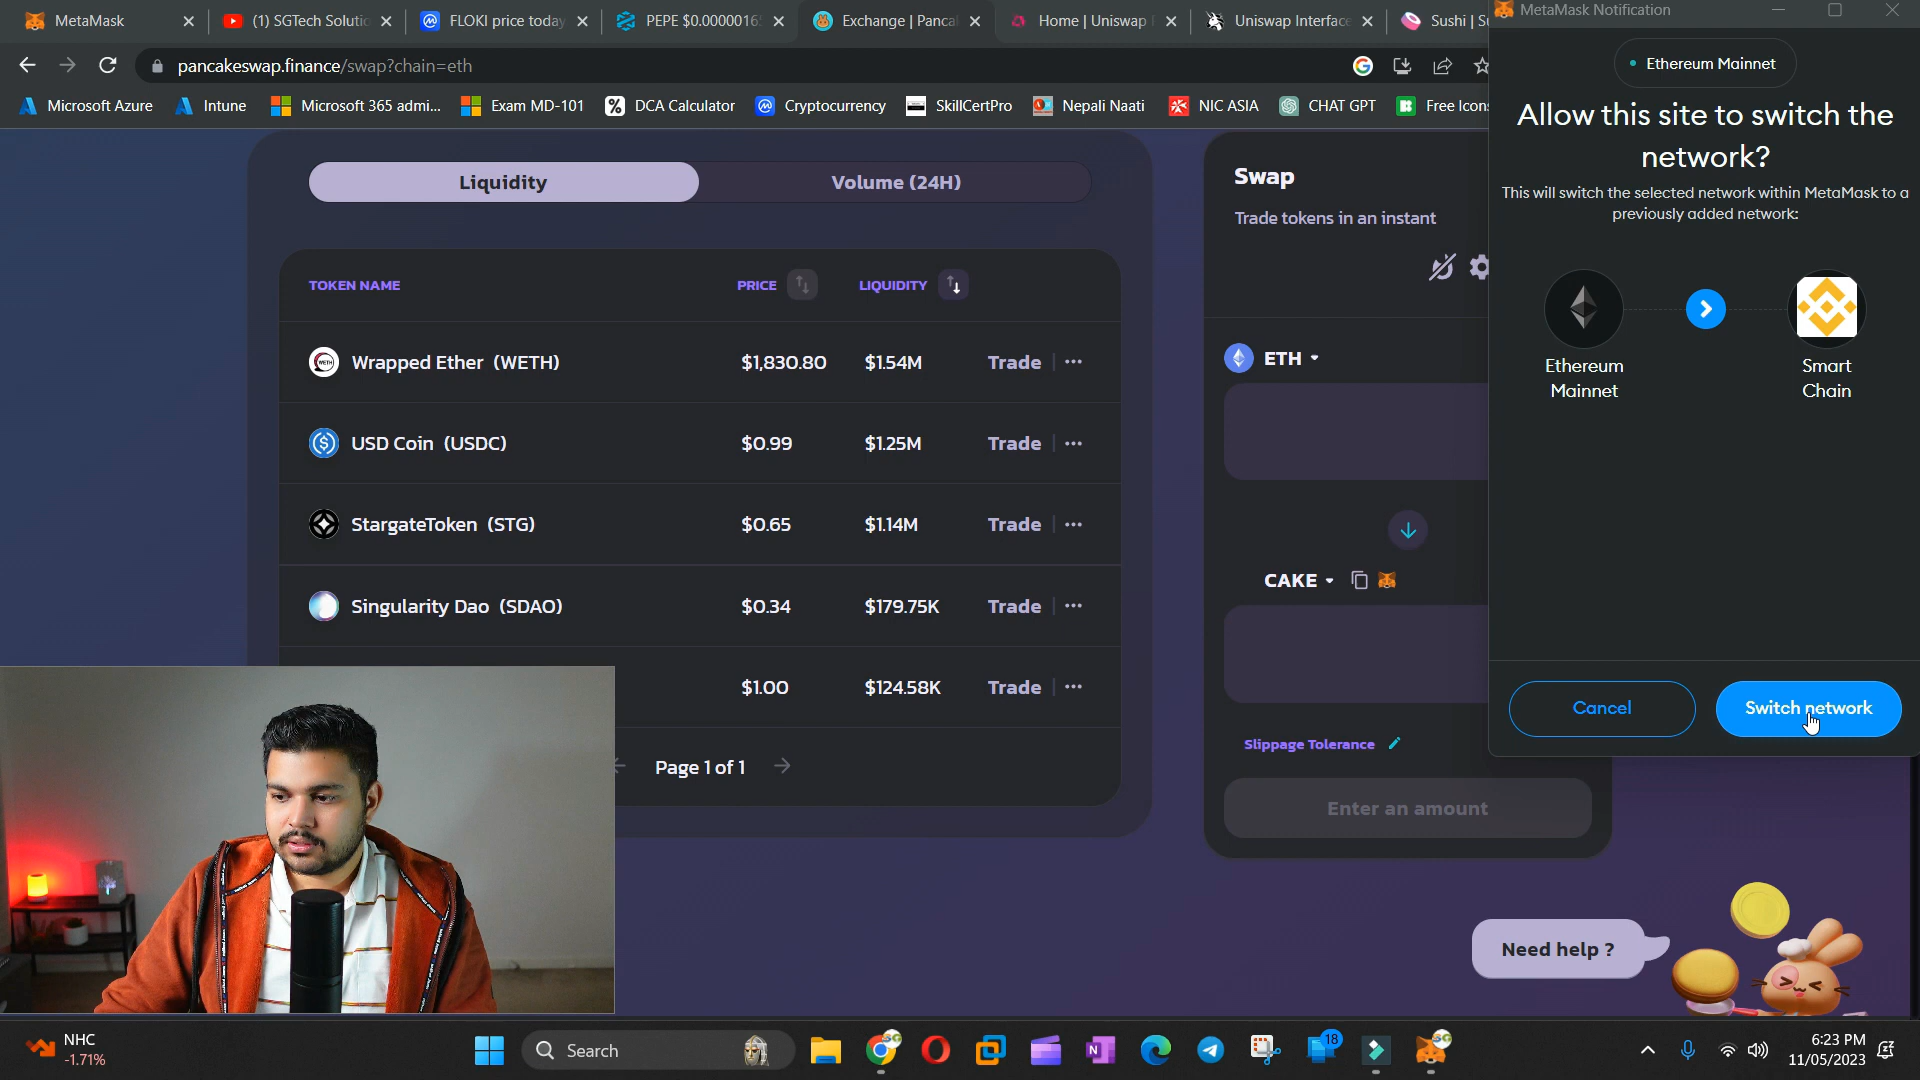 MetaMask
(1) SGTech Solutio
FLOKI price today
PEPE $0.0000016
Exchange | Panca
Home | Uniswap
Uniswap Interface
Sushi | Su
MetaMask Notification
pancakeswap.finance/swap?chain=eth
Microsoft Azure
Intune
Microsoft 365 admi...
Exam MD-101
DCA Calculator
Cryptocurrency
SkillCertPro
Nepali Naati
NIC ASIA
CHAT GPT
Free Icons
Ethereum Mainnet
Allow this site to switch the
network?
This will switch the selected network within MetaMask to a
previously added network:
Ethereum
Mainnet
Smart
Chain
Cancel
Switch network
Liquidity
Volume (24H)
TOKEN NAME
PRICE
LIQUIDITY
WETH
Wrapped Ether (WETH)
$1,830.80
$1.54M
Trade
USD Coin (USDC)
$0.99
$1.25M
Trade
StargateToken (STG)
$0.65
$1.14M
Trade
Singularity Dao (SDAO)
$0.34
$179.75K
Trade
$1.00
$124.58K
Trade
Page 1 of 1
Swap
Trade tokens in an instant
ETH
CAKE
Slippage Tolerance
Enter an amount
Need help ?
NHC
-1.71%
Search
18
6:23 PM
11/05/2023